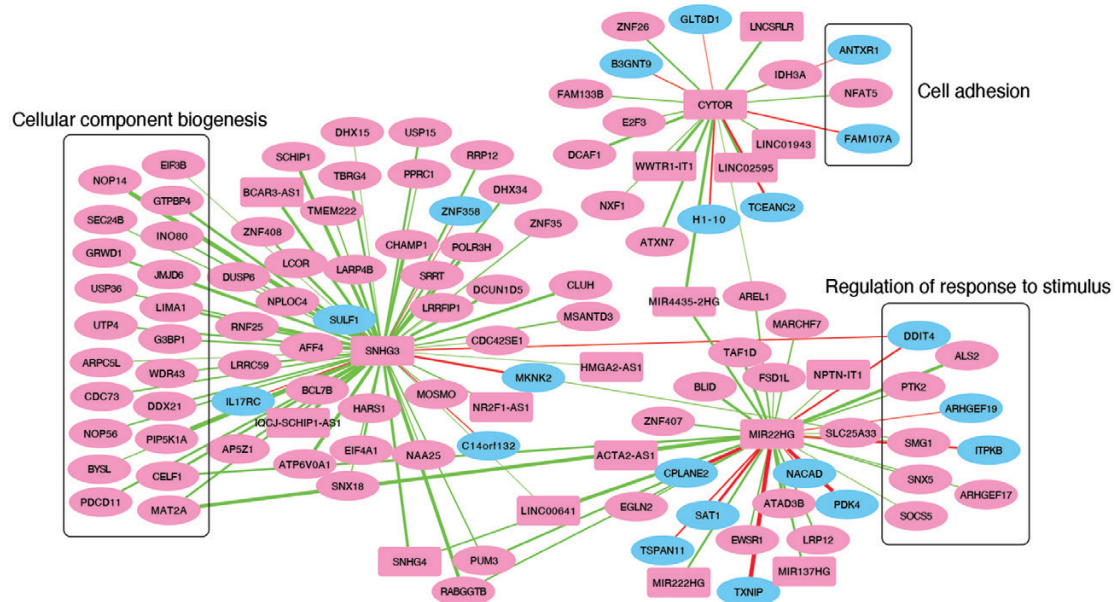 Cellular component biogenesis
Cell adhesion
Regulation of response to stimulus
EIF3B
NOP14
GTPBP4
SEC24B
INO80
GRWD1
JMJD6
USP36
LIMA1
UTP4
G3BP1
ARPC5L
WDR43
CDC73
DDX21
NOP56
PIP5K1A
BYSL
CELF1
PDCD11
MAT2A
DHX15
USP15
SCHIP1
RRP12
TBRG4
PPRC1
BCAR3-AS1
DHX34
TMEM222
ZNF358
ZNF35
ZNF408
CHAMP1
POLR3H
LCOR
LARP4B
DUSP6
SRRT
DCUN1D5
CLUH
NPLOC4
LRRFIP1
SULF1
MSANTD3
RNF25
CDC42SE1
AFF4
SNHG3
LRRC59
HMGA2-AS1
MKNK2
BCL7B
MOSMO
IL17RC
HARS1
NR2F1-AS1
IQCJ-SCHIP1-AS1
C14orf132
AP5Z1
EIF4A1
NAA25
ATP6V0A1
SNX18
LINC00641
SNHG4
PUM3
RABGGTB
EGLN2
ACTA2-AS1
GLT8D1
ZNF26
LNCSRLR
B3GNT9
IDH3A
ANTXR1
FAM133B
CYTOR
NFAT5
E2F3
FAM107A
DCAF1
LINC01943
WWTR1-IT1
LINC02595
NXF1
TCEANC2
H1-10
ATXN7
MIR4435-2HG
AREL1
MARCHF7
TAF1D
DDIT4
ALS2
BLID
FSD1L
NPTN-IT1
PTK2
ZNF407
ARHGEF19
MIR22HG
SLC25A33
SMG1
ITPKB
CPLANE2
NACAD
SNX5
ARHGEF17
SAT1
ATAD3B
PDK4
SOCS5
TSPAN11
EWSR1
LRP12
MIR222HG
MIR137HG
TXNIP